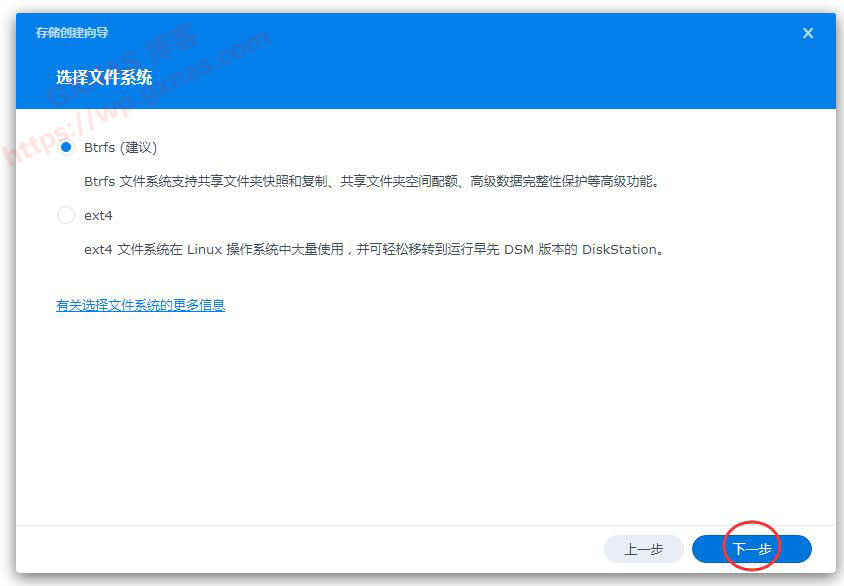 存储创建向导
GXNAS 博客
https://wp.gxnas.com
选择文件系统
Btrfs (建议)
Btrfs 文件系统支持共享文件夹快照和复制、共享文件夹空间配额、高级数据完整性保护等高级功能。
ext4
ext4 文件系统在 Linux 操作系统中大量使用，并可轻松移转到运行早先 DSM 版本的 DiskStation。
有关选择文件系统的更多信息
上一步
下一步